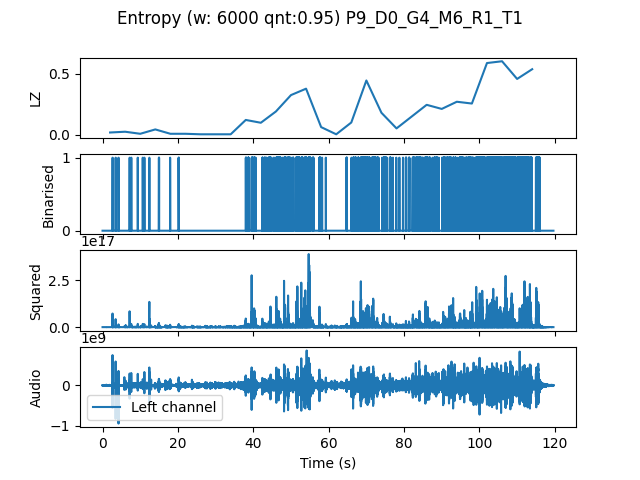 Entropy (w: 6000 qnt:0.95) P9_D0_G4_M6_R1_T1
LZ
0.5
0.0
Binarised
1
0
1e17
Squared
2.5
0.0
1e9
Audio
0
−1
Left channel
0 20 40 60 80 100 120
Time (s)